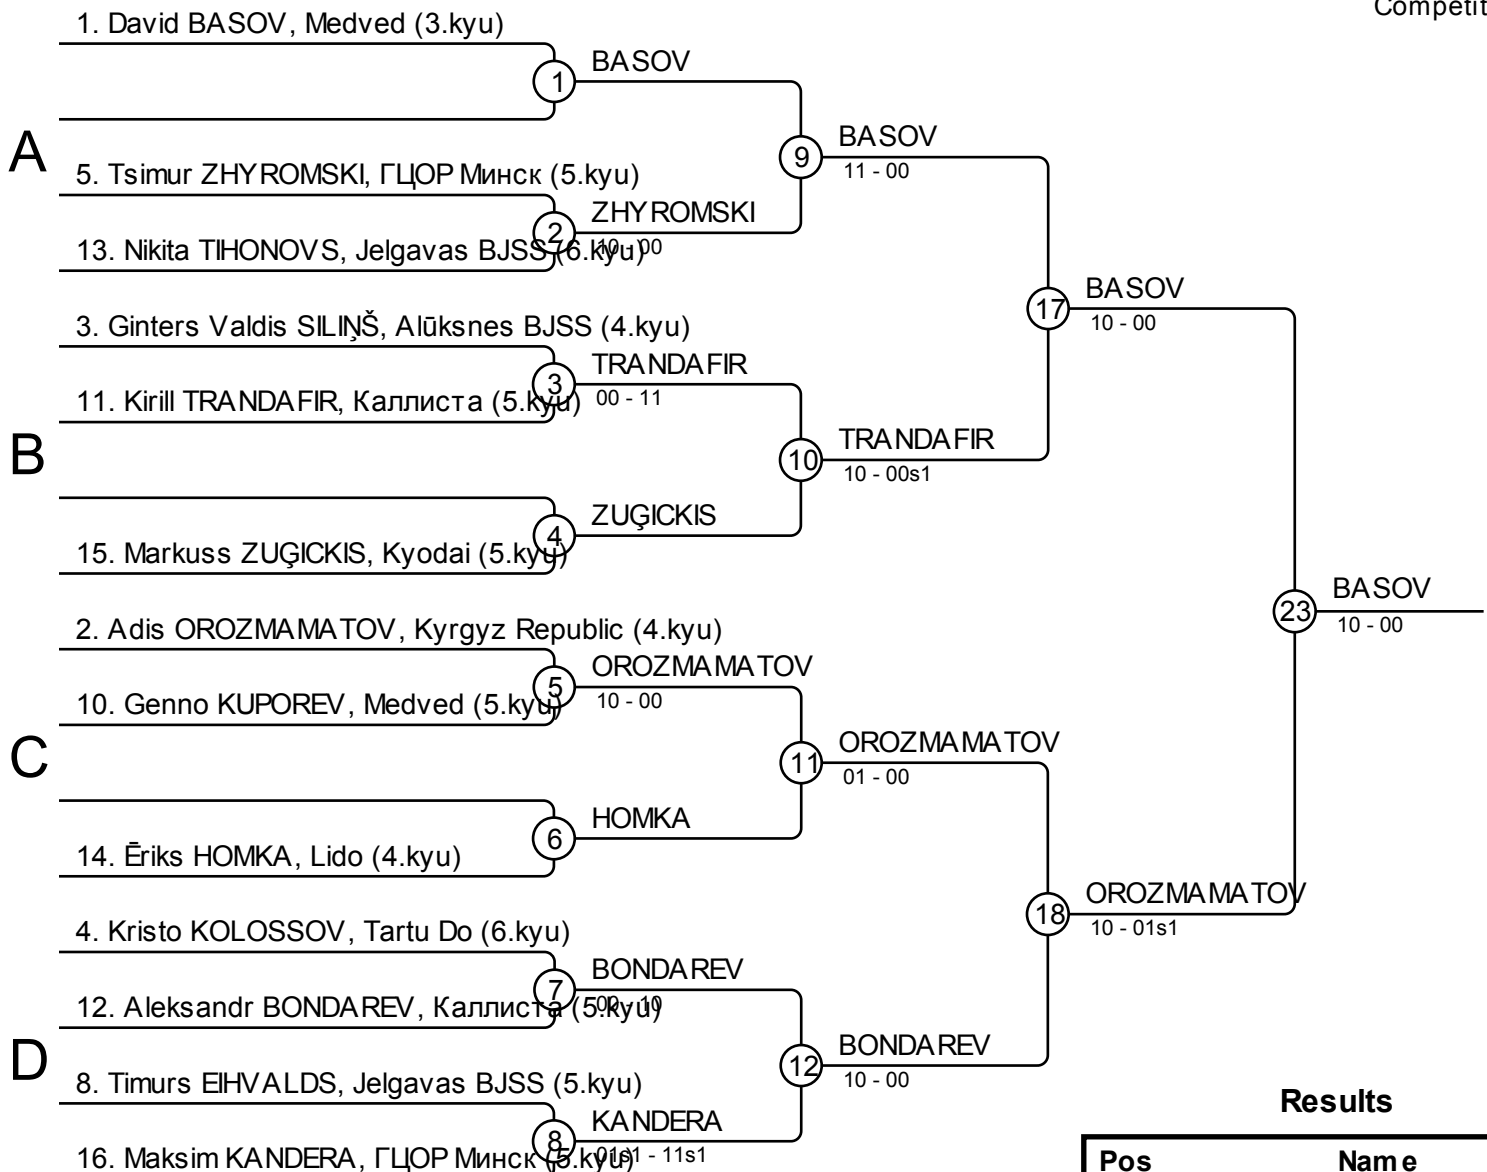 Competit
1. David BASOV, Medved (3.kyu)
1
BASOV
A
9
BASOV
11 - 00
5. Tsimur ZHYROMSKI, ГЦОР Минск (5.kyu)
2
ZHYROMSKI
10 - 00
13. Nikita TIHONOVS, Jelgavas BJSS (6.kyu)
17
BASOV
10 - 00
3. Ginters Valdis SILIŅŠ, Alūksnes BJSS (4.kyu)
3
TRANDAFIR
00 - 11
11. Kirill TRANDAFIR, Каллиста (5.kyu)
B
10
TRANDAFIR
10 - 00s1
4
ZUĢICKIS
15. Markuss ZUĢICKIS, Kyodai (5.kyu)
23
BASOV
10 - 00
2. Adis OROZMAMATOV, Kyrgyz Republic (4.kyu)
5
OROZMAMATOV
10 - 00
10. Genno KUPOREV, Medved (5.kyu)
C
11
OROZMAMATOV
01 - 00
6
HOMKA
14. Ēriks HOMKA, Lido (4.kyu)
18
OROZMAMATOV
10 - 01s1
4. Kristo KOLOSSOV, Tartu Do (6.kyu)
7
BONDAREV
00 - 10
12. Aleksandr BONDAREV, Каллиста (5.kyu)
D
12
BONDAREV
10 - 00
8. Timurs EIHVALDS, Jelgavas BJSS (5.kyu)
8
KANDERA
01s1 - 11s1
16. Maksim KANDERA, ГЦОР Минск (5.kyu)
Results
Pos Name